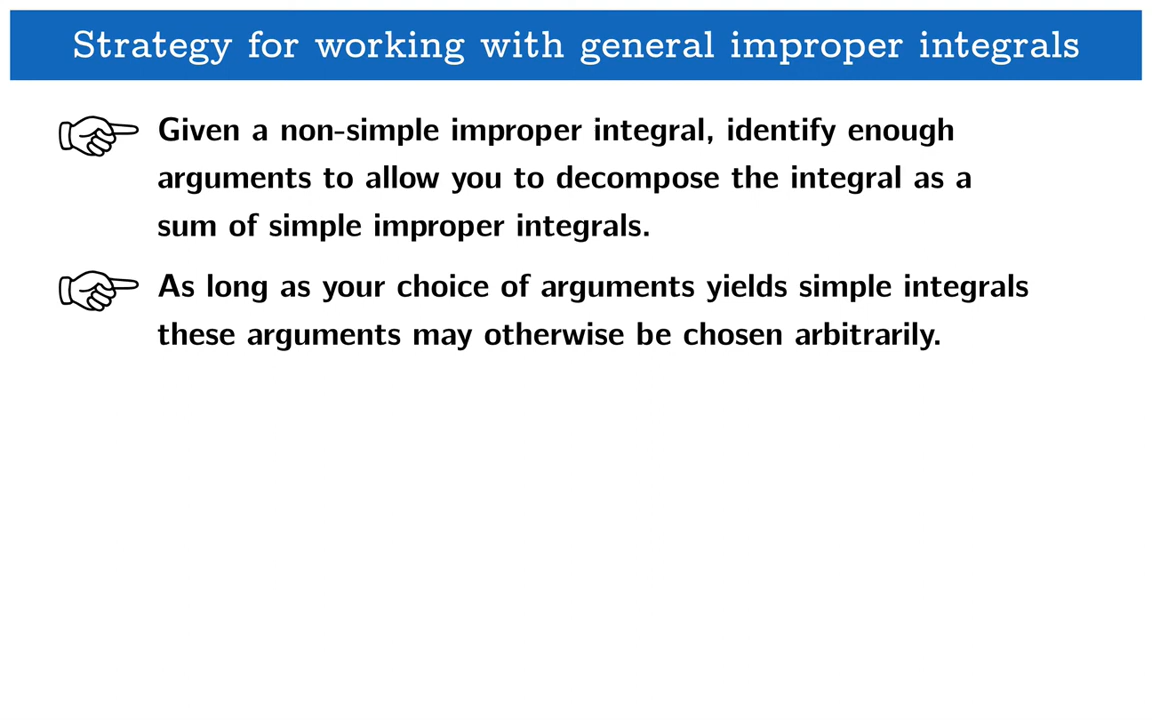 Strategy for working with general improper integrals
Given a non-simple improper integral, identify enough
arguments to allow you to decompose the integral as a
sum of simple improper integrals.
As long as your choice of arguments yields simple integrals
these arguments may otherwise be chosen arbitrarily.